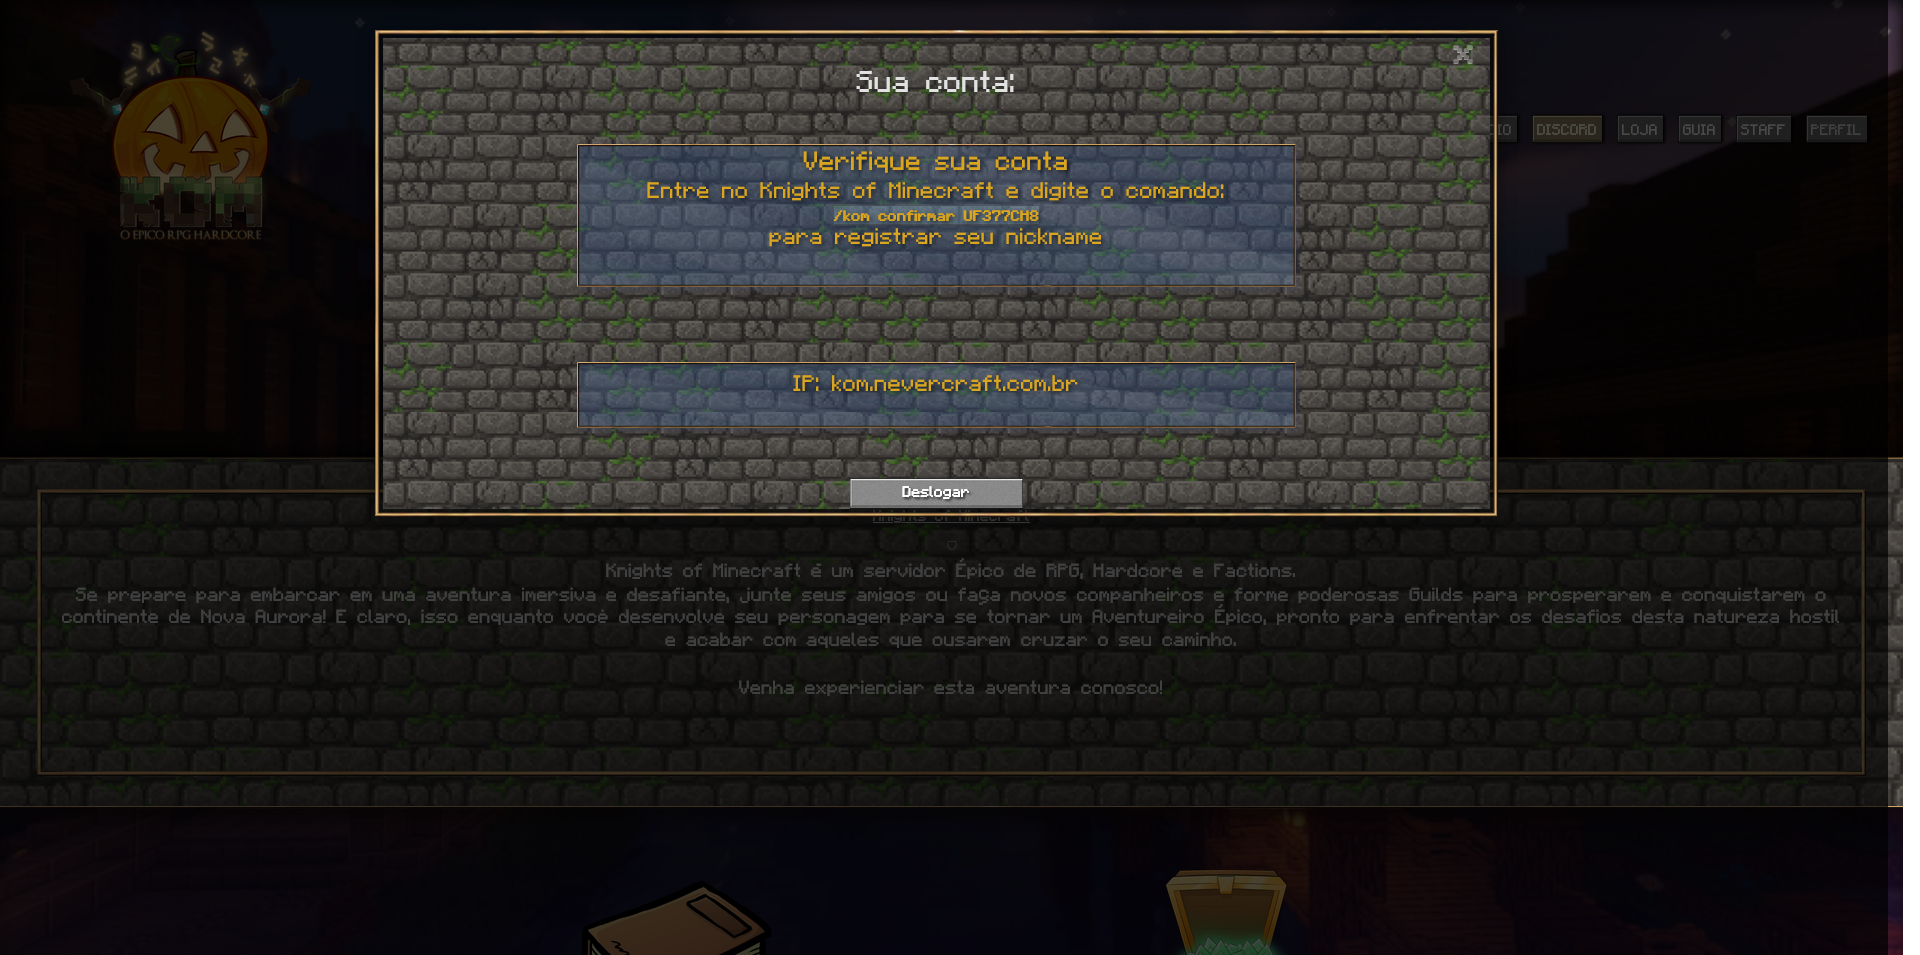 KOM
O EPICO RPG HARDCORE
DISCORD
LOJA
GUIA
STAFF
PERFIL
Sua conta:
Verifique sua conta
Entre no Knights of Minecraft e digite o comando:
/kom confirmar UF377CH8
para registrar seu nickname
IP: kom.nevercraft.com.br
Deslogar
Knights of Minecraft
Knights of Minecraft é um servidor Épico de RPG, Hardcore e Factions.
Se prepare para embarcar em uma aventura imersiva e desafiante, junte seus amigos ou faça novos companheiros e forme poderosas Guilds para prosperarem e conquistarem o
continente de Nova Aurora! E claro, isso enquanto você desenvolve seu personagem para se tornar um Aventureiro Épico, pronto para enfrentar os desafios desta natureza hostil
e acabar com aqueles que ousarem cruzar o seu caminho.
Venha experienciar esta aventura conosco!